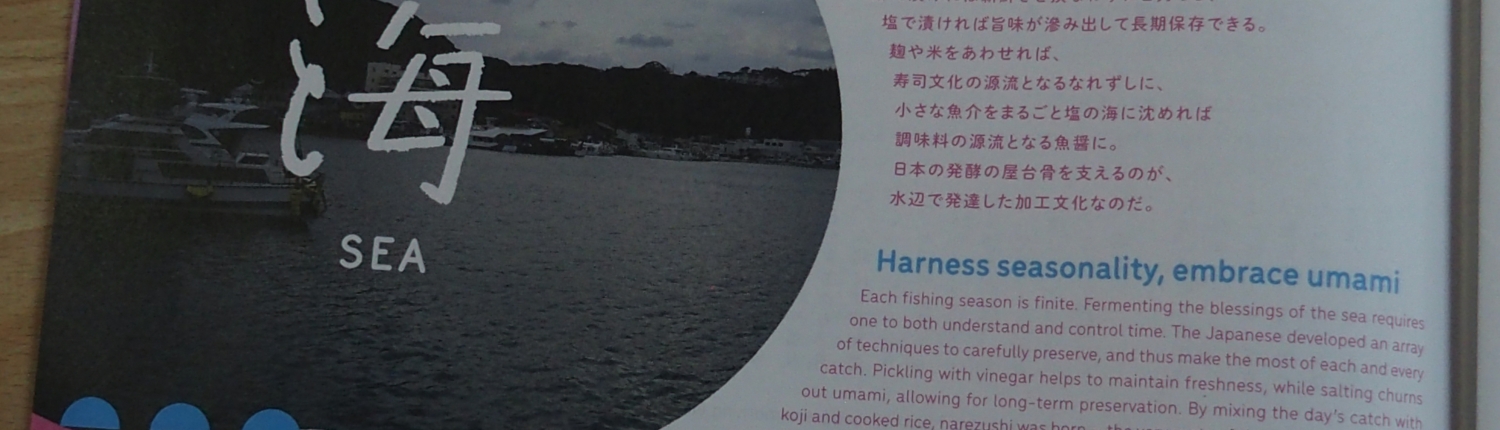 と海
SEA
塩で漬ければ旨味が滲み出して長期保存できる。
麹や米をあわせれば、
寿司文化の源流となるなれずしに、
小さな魚介をまるごと塩の海に沈めれば
調味料の源流となる魚醤に。
日本の発酵の屋台骨を支えるのが、
水辺で発達した加工文化なのだ。
Harness seasonality, embrace umami
Each fishing season is finite. Fermenting the blessings of the sea requires
one to both understand and control time. The Japanese developed an array
of techniques to carefully preserve, and thus make the most of each and every
catch. Pickling with vinegar helps to maintain freshness, while salting churns
out umami, allowing for long-term preservation. By mixing the day's catch with
koji and cooked rice, narezushi was born